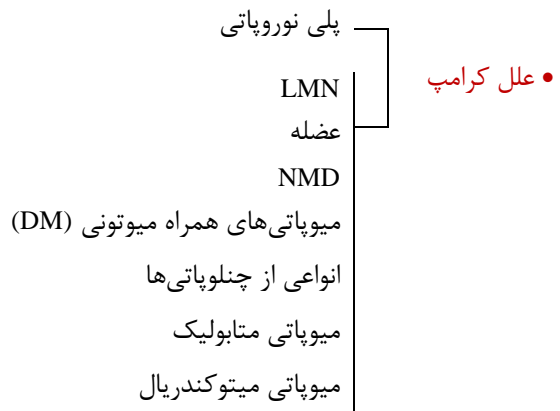 • علل کرامپ
پلی نوروپاتی
LMN
عضله
NMD
میوپاتی‌های همراه میوتونی (DM)
انواعی از چنلوپاتی‌ها
میوپاتی متابولیک
میوپاتی میتوکندریال